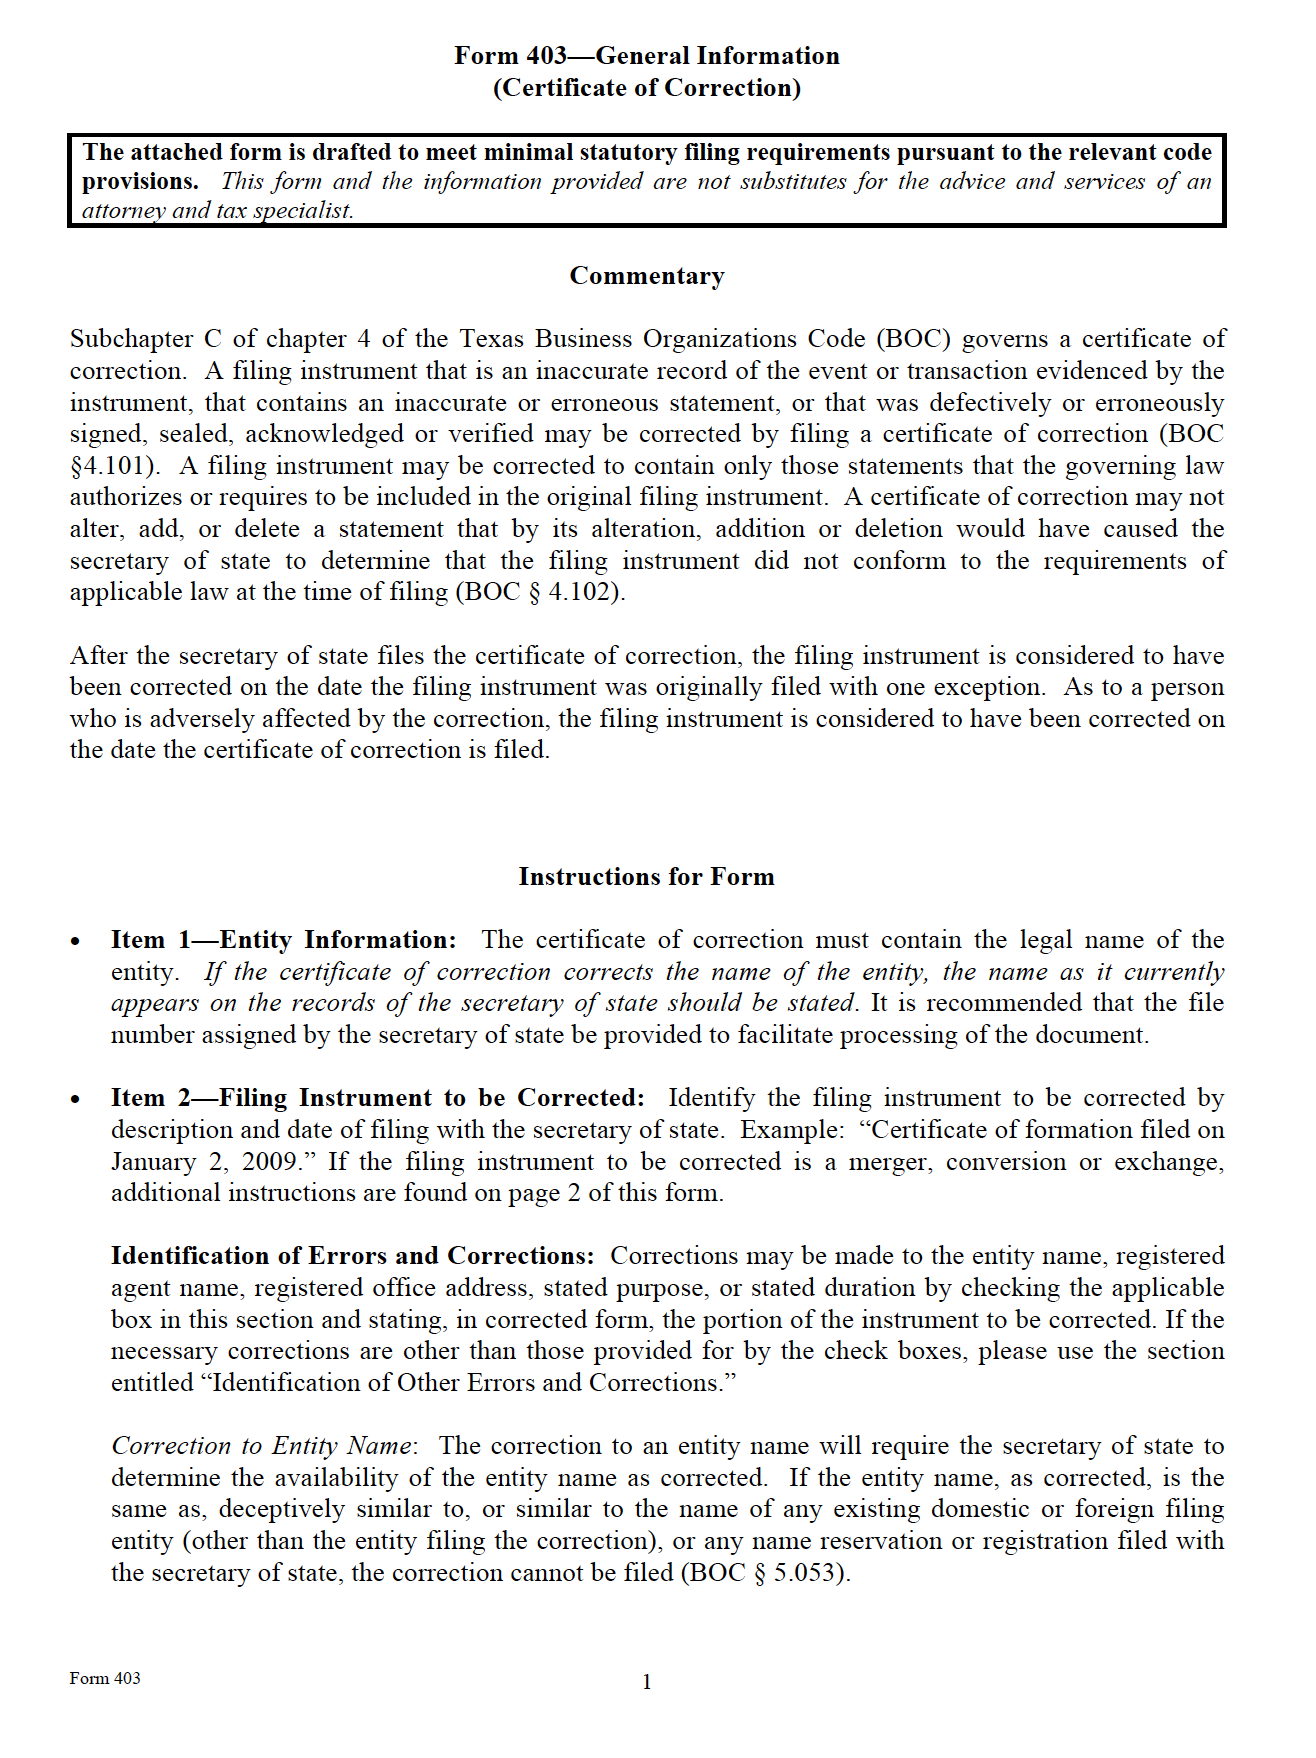 Form 403—General Information
(Certificate of Correction)
The attached form is drafted to meet minimal statutory filing requirements pursuant to the relevant code
provisions. This form and the information provided are not substitutes for the advice and services of an
attorney and tax specialist.
Commentary
Subchapter C of chapter 4 of the Texas Business Organizations Code (BOC) governs a certificate of
correction. A filing instrument that is an inaccurate record of the event or transaction evidenced by the
instrument, that contains an inaccurate or erroneous statement, or that was defectively or erroneously
signed, sealed, acknowledged or verified may be corrected by filing a certificate of correction (BOC
§4.101). A filing instrument may be corrected to contain only those statements that the governing law
authorizes or requires to be included in the original filing instrument. A certificate of correction may not
alter, add, or delete a statement that by its alteration, addition or deletion would have caused the
secretary of state to determine that the filing instrument did not conform to the requirements of
applicable law at the time of filing (BOC § 4.102).
After the secretary of state files the certificate of correction, the filing instrument is considered to have
been corrected on the date the filing instrument was originally filed with one exception. As to a person
who is adversely affected by the correction, the filing instrument is considered to have been corrected on
the date the certificate of correction is filed.
Instructions for Form
• Item 1—Entity Information: The certificate of correction must contain the legal name of the
entity. If the certificate of correction corrects the name of the entity, the name as it currently
appears on the records of the secretary of state should be stated. It is recommended that the file
number assigned by the secretary of state be provided to facilitate processing of the document.
• Item 2—Filing Instrument to be Corrected: Identify the filing instrument to be corrected by
description and date of filing with the secretary of state. Example: “Certificate of formation filed on
January 2, 2009.” If the filing instrument to be corrected is a merger, conversion or exchange,
additional instructions are found on page 2 of this form.
Identification of Errors and Corrections: Corrections may be made to the entity name, registered
agent name, registered office address, stated purpose, or stated duration by checking the applicable
box in this section and stating, in corrected form, the portion of the instrument to be corrected. If the
necessary corrections are other than those provided for by the check boxes, please use the section
entitled “Identification of Other Errors and Corrections.”
Correction to Entity Name: The correction to an entity name will require the secretary of state to
determine the availability of the entity name as corrected. If the entity name, as corrected, is the
same as, deceptively similar to, or similar to the name of any existing domestic or foreign filing
entity (other than the entity filing the correction), or any name reservation or registration filed with
the secretary of state, the correction cannot be filed (BOC § 5.053).
Form 403
1